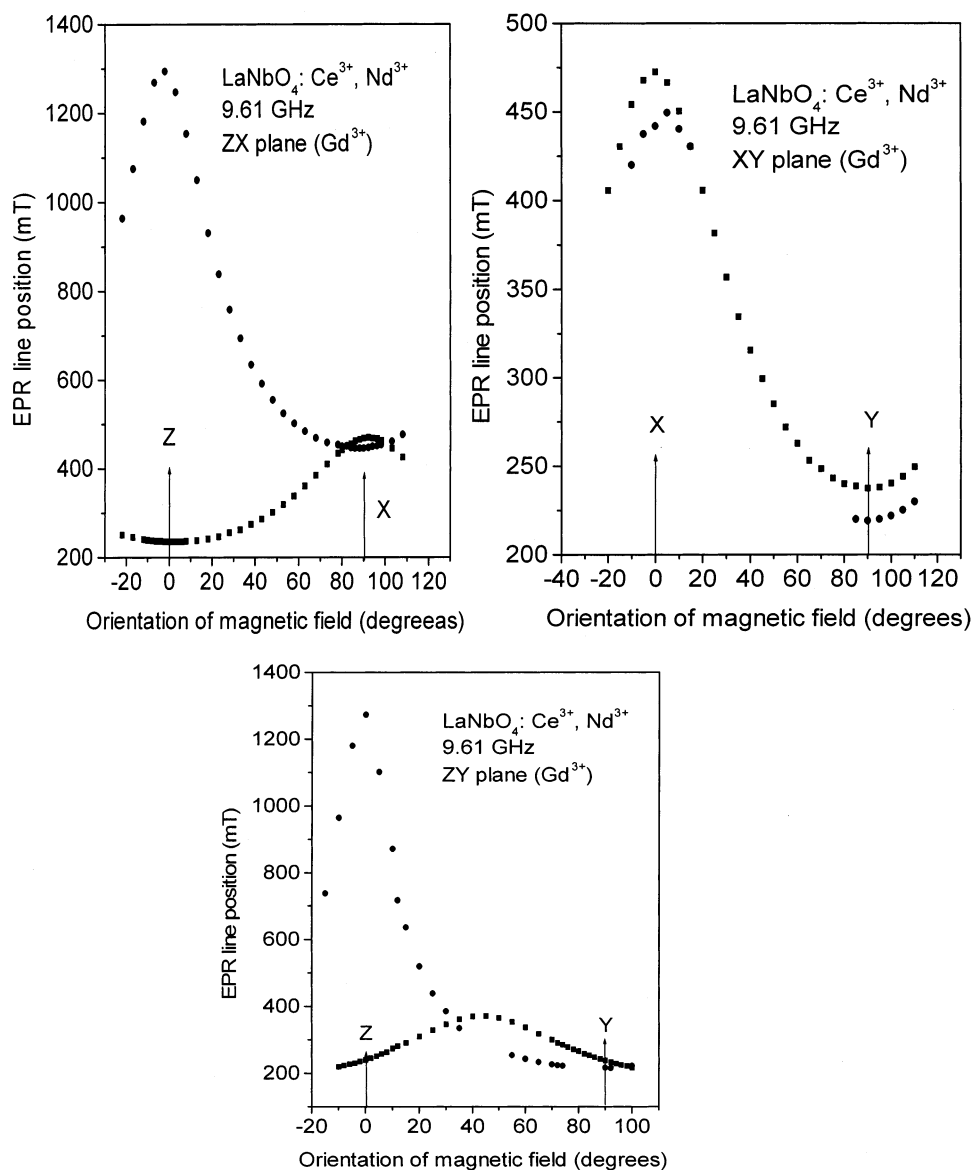 1400
1200
1000
800
600
400
200
EPR line position (mT)
LaNbO₄: Ce³⁺, Nd³⁺
9.61 GHz
ZX plane (Gd³⁺)
Z
X
-20 0 20 40 60 80 100 120
Orientation of magnetic field (degreeas)
500
450
400
350
300
250
200
EPR line position (mT)
LaNbO₄: Ce³⁺, Nd³⁺
9.61 GHz
XY plane (Gd³⁺)
X
Y
-40 -20 0 20 40 60 80 100 120
Orientation of magnetic field (degrees)
1400
1200
1000
800
600
400
200
EPR line position (mT)
LaNbO₄: Ce³⁺, Nd³⁺
9.61 GHz
ZY plane (Gd³⁺)
Z
Y
-20 0 20 40 60 80 100
Orientation of magnetic field (degrees)